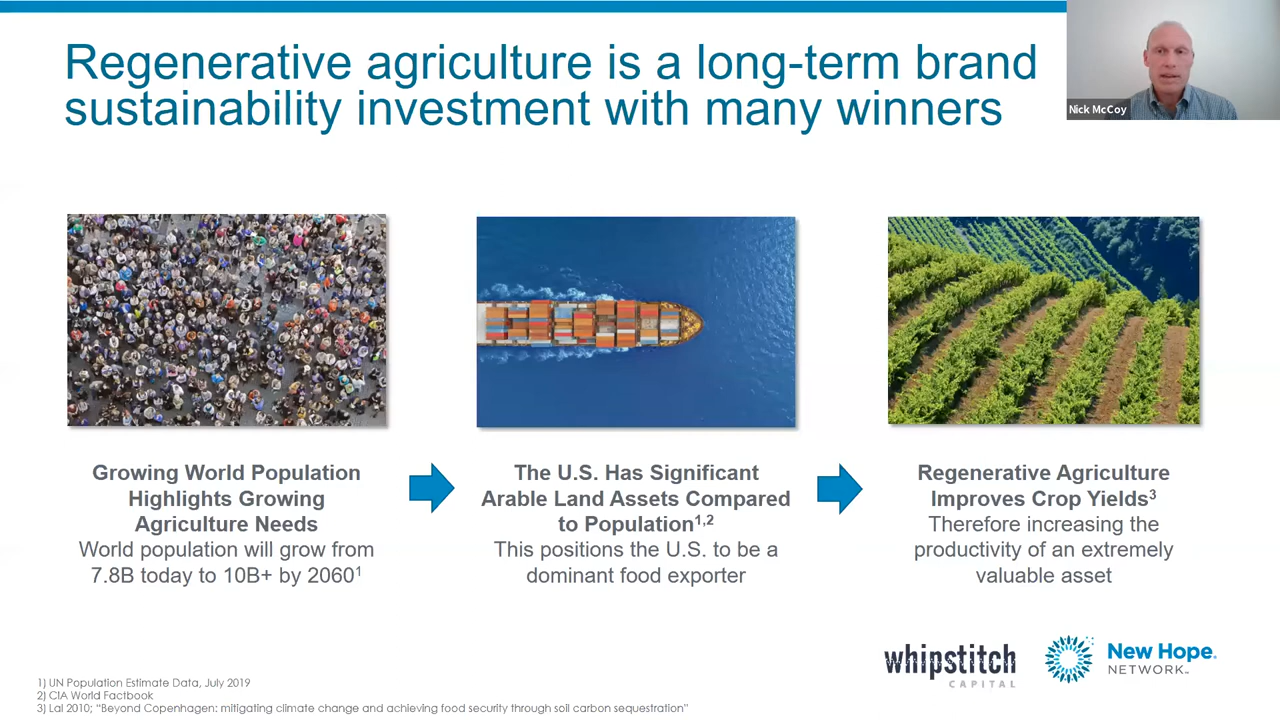 Regenerative agriculture is a long-term brand
sustainability investment with many winners
Nick McCoy
Growing World Population
Highlights Growing
Agriculture Needs
World population will grow from
7.8B today to 10B+ by 2060¹
The U.S. Has Significant
Arable Land Assets Compared
to Population¹,²
This positions the U.S. to be a
dominant food exporter
Regenerative Agriculture
Improves Crop Yields³
Therefore increasing the
productivity of an extremely
valuable asset
whipstitch
CAPITAL
New Hope®
NETWORK™
1) UN Population Estimate Data, July 2019
2) CIA World Factbook
3) Lal 2010; “Beyond Copenhagen: mitigating climate change and achieving food security through soil carbon sequestration”